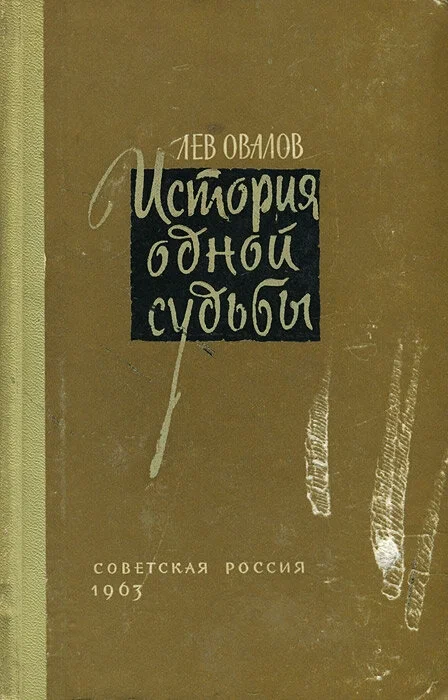 ЛЕВ ОВАЛОВ
История
одной
судьбы
СОВЕТСКАЯ РОССИЯ
1963